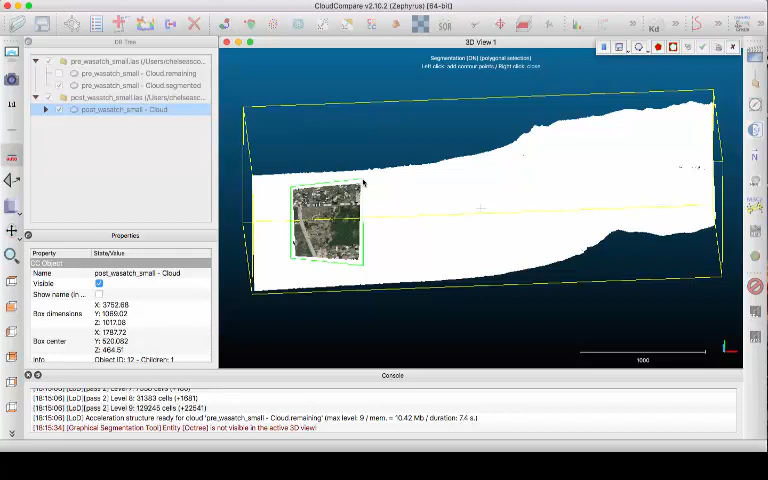 CloudCompare v2.10.2 (Zephyrus) [64-bit]
SOR
Kd
DB Tree
3D View 1
pre_wasatch_small.las (/Users/chelseasco...
pre_wasatch_small - Cloud.remaining
pre_wasatch_small - Cloud.segmented
post_wasatch_small.las (/Users/chelseasc...
post_wasatch_small - Cloud
Segmentation [ON] (polygonal selection)
Left click: add contour points / Right click: close
1:1
AUTO
Properties
Property State/Value
CC Object
Name post_wasatch_small - Cloud
Visible
Show name (in ...
Box dimensions
X: 3752.68
Y: 1069.02
Z: 1017.08
Box center
X: 1787.72
Y: 520.082
Z: 464.51
Info Object ID: 12 - Children: 1
1000
Console
[18:15:06] [LoD][pass 2] Level 8: 31383 cells (+1681)
[18:15:06] [LoD][pass 2] Level 9: 129245 cells (+22541)
[18:15:06] [LoD] Acceleration structure ready for cloud 'pre_wasatch_small - Cloud.remaining' (max level: 9 / mem. = 10.42 Mb / duration: 7.4 s.)
[18:15:34] [Graphical Segmentation Tool] Entity [Octree] is not visible in the active 3D view!